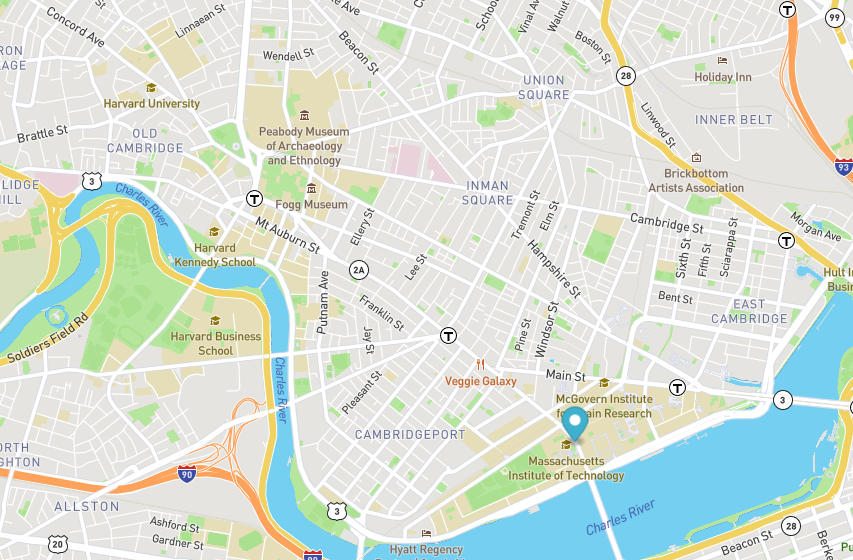 Linnaean St
Ave
Concord Ave
Beacon St
Wendell St
Boston St
99
UNION
SQUARE
28
Holiday Inn
Harvard University
Linwood St
INNER BELT
Brattle St
OLD
CAMBRIDGE
Peabody Museum
of Archaeology
and Ethnology
93
Brickbottom
Artists Association
3
Charles River
T
Fogg Museum
INMAN
SQUARE
Mt Auburn St
Ellery St
Tremont St
Elm St
Cambridge St
Sixth St
Fifth St
Sciarappa St
Morgan Ave
Harvard
Kennedy School
2A
Lee St
Hampshire St
Hult In
Busin
Putnam Ave
Franklin St
Bent St
EAST
CAMBRIDGE
Soldiers Field Rd
Harvard Business
School
Jay St
T
Pine St
Windsor St
Veggie Galaxy
Main St
T
Charles River
Pleasant St
McGovern Institute
ain Research
3
CAMBRIDGEPORT
Massachusetts
Institute of Technology
90
ALLSTON
3
Charles River
Ashford St
Gardner St
20
Hyatt Regency
Beacon St
28